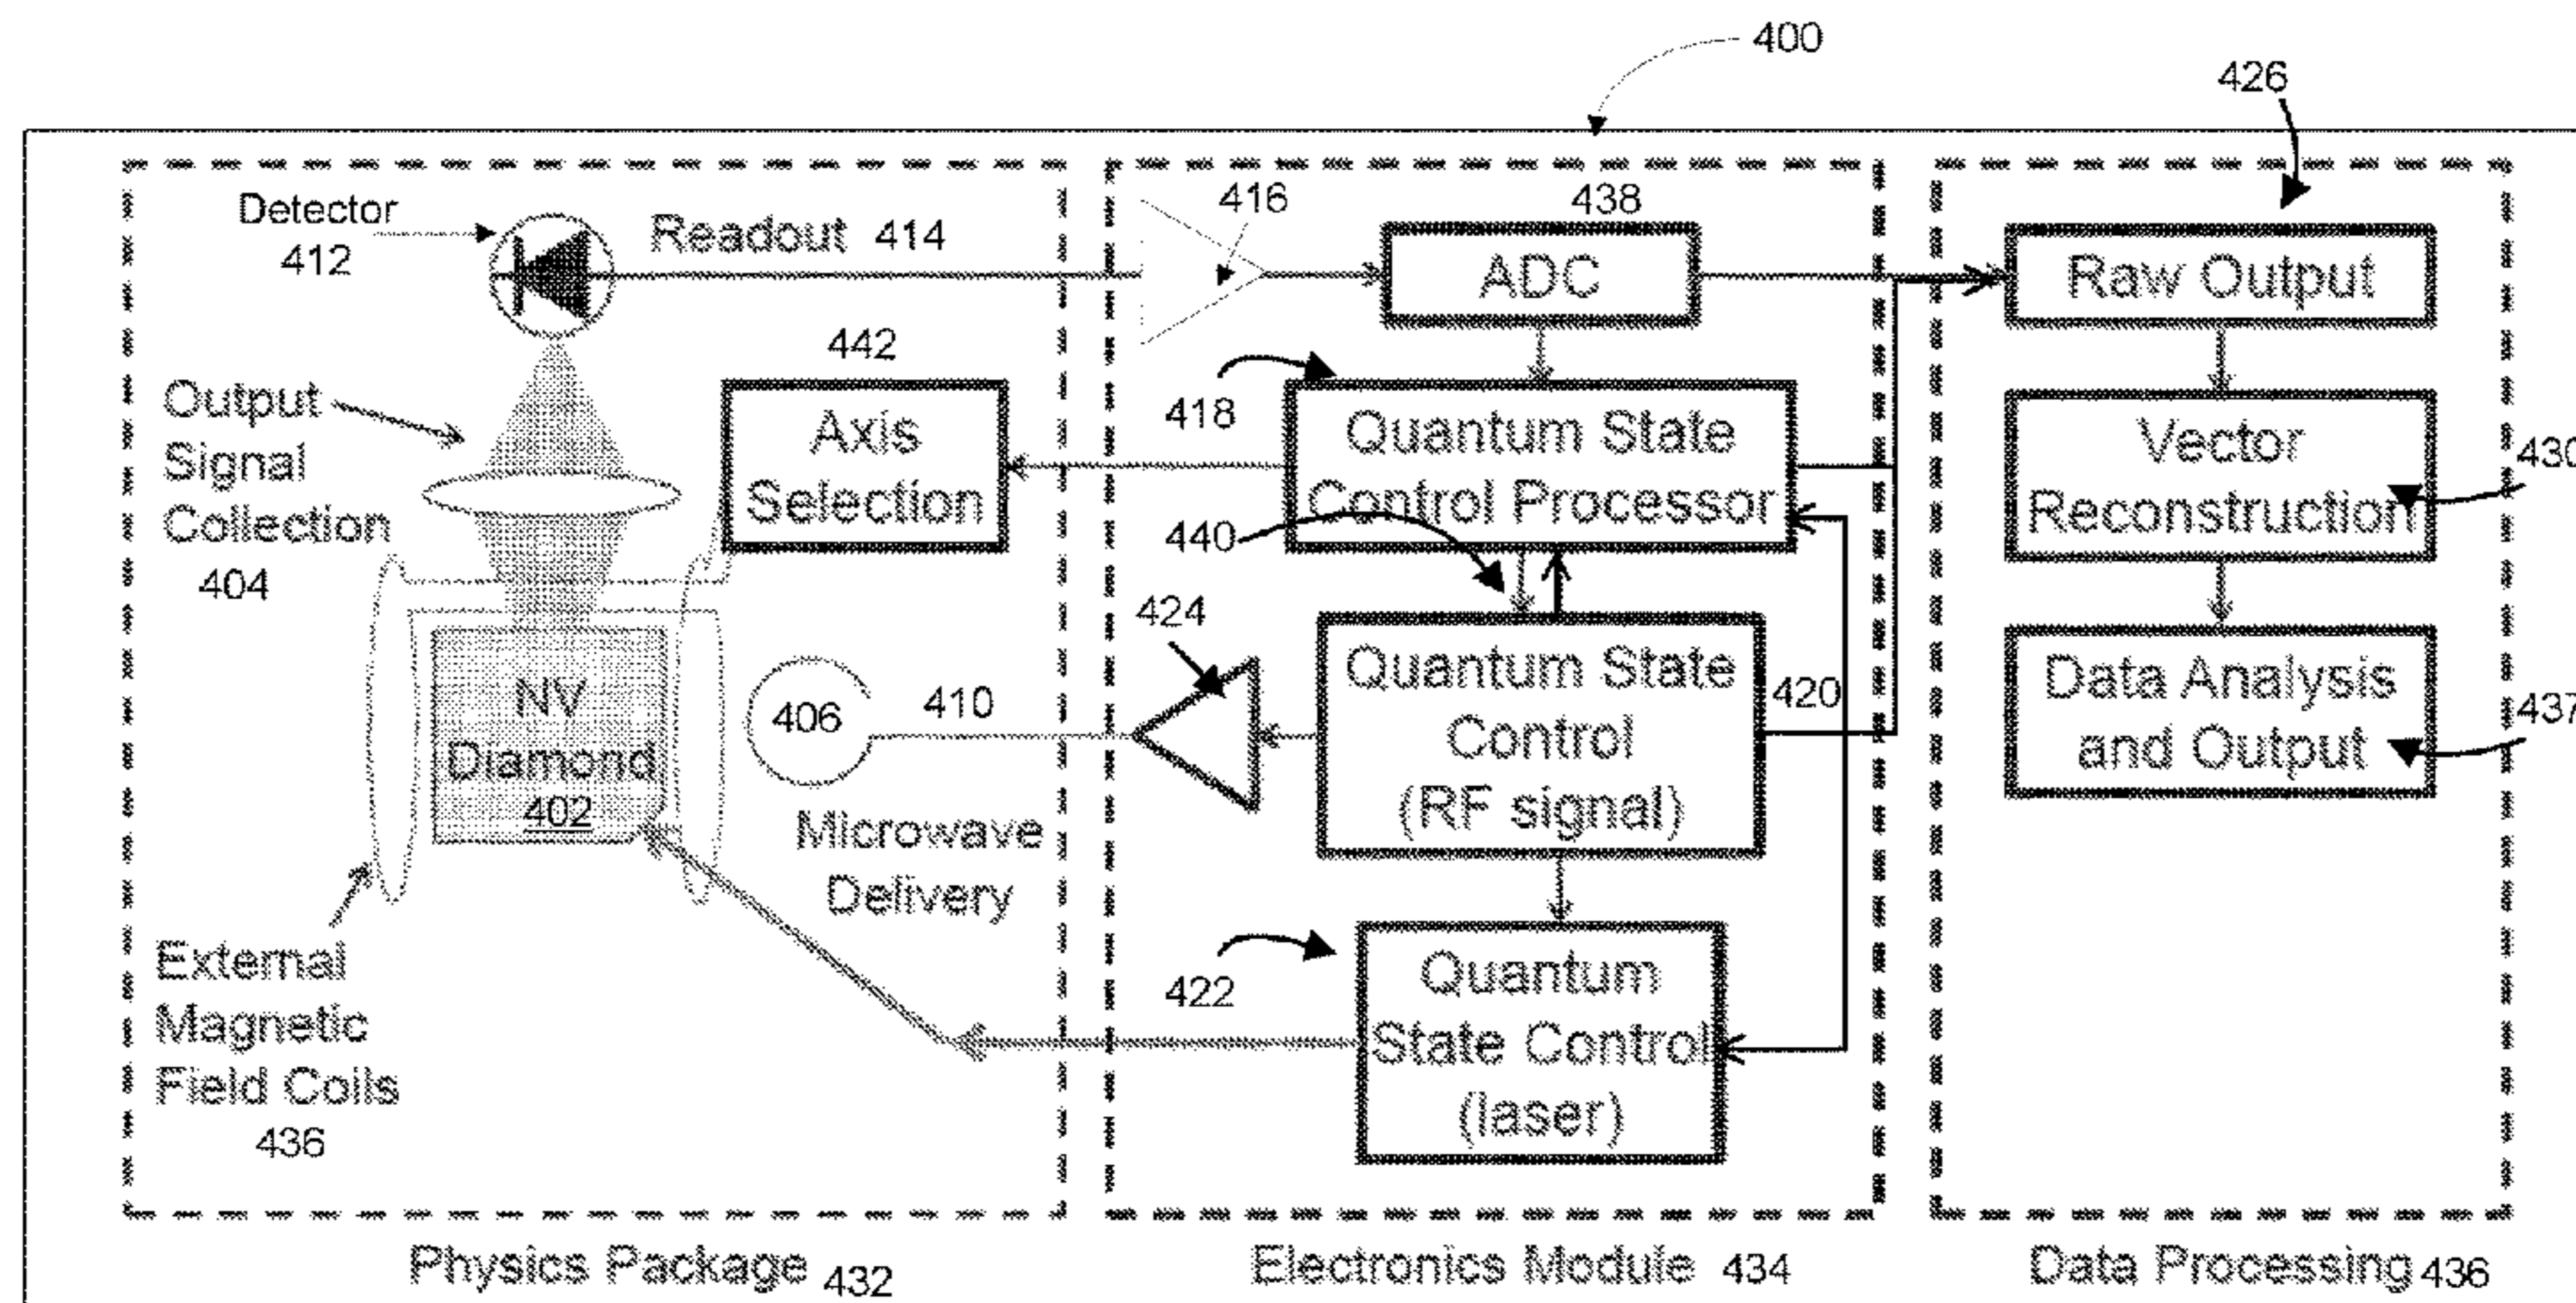 400
426
Detector
412
Readout 414
416
438
ADC
Raw Output
442
Output
Signal
Collection
404
Axis
Selection
418
Quantum State
Control Processor
Vector
Reconstruction
430
440
424
NV
Diamond
402
406
410
Microwave
Delivery
Quantum State
Control
(RF signal)
420
Data Analysis
and Output
437
External
Magnetic
Field Coils
436
422
Quantum
State Control
(laser)
Physics Package 432
Electronics Module 434
Data Processing 436